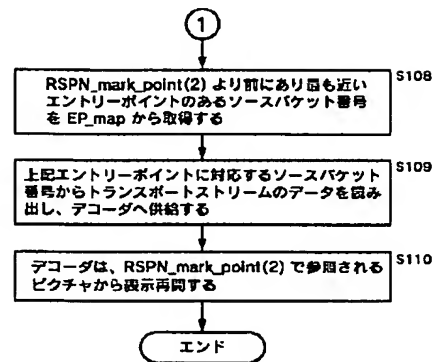 1
RSPN_mark_point(2) より前にあり最も近い
エントリーポイントのあるソースパケット番号
を EP_map から取得する
S108
上記エントリーポイントに対応するソースパケット
番号からトランスポートストリームのデータを読み
出し、デコーダへ供給する
S109
デコーダは、RSPN_mark_point(2) で参照される
ピクチャから表示再開する
S110
エンド